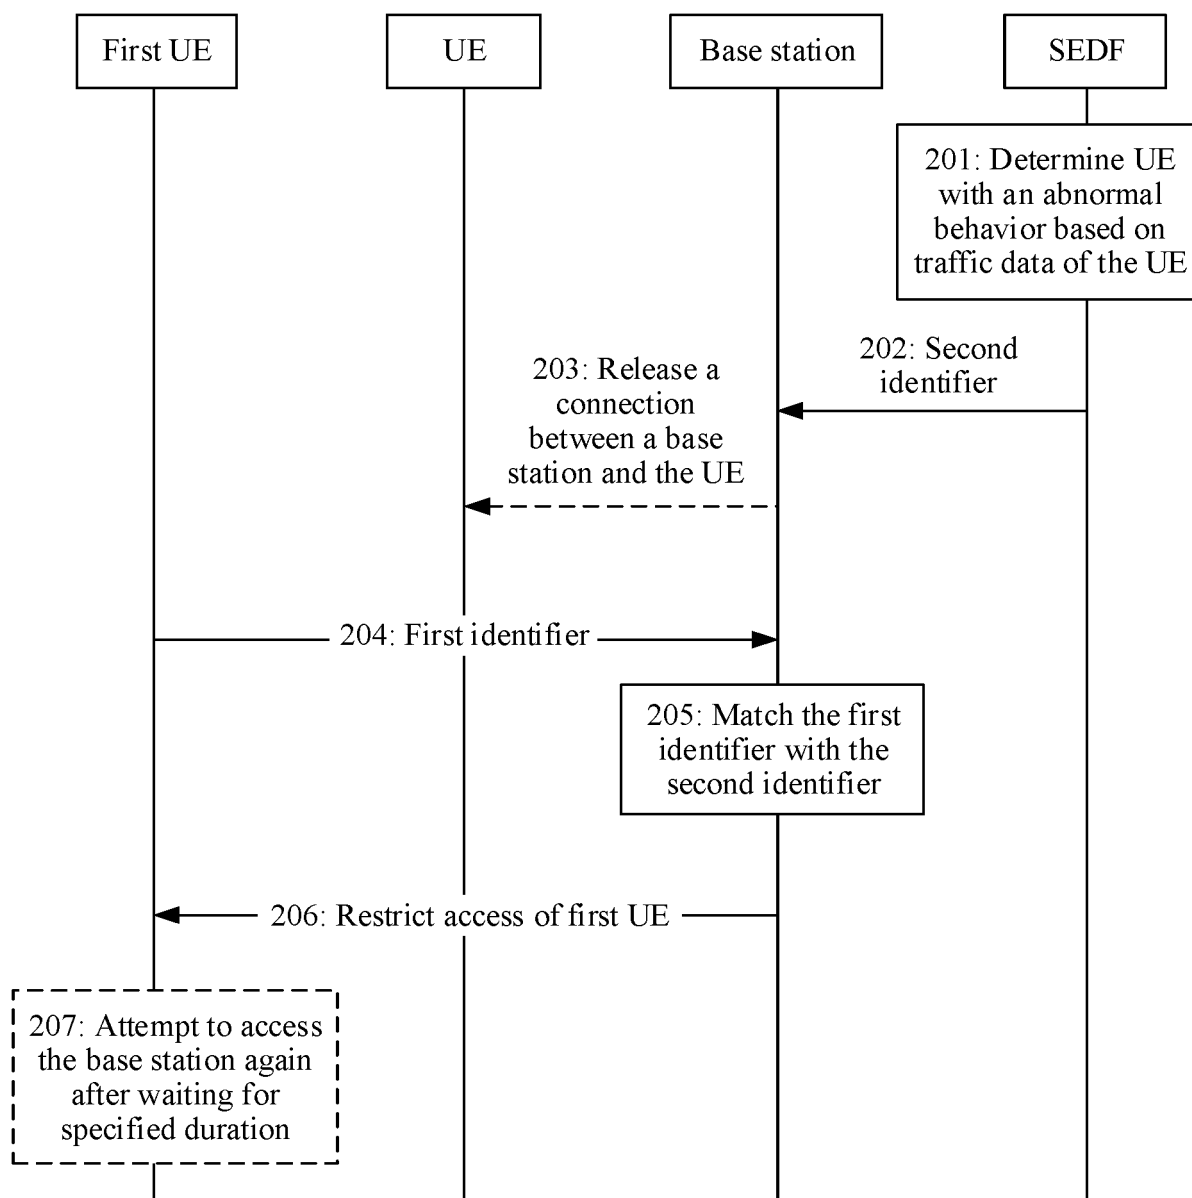 First UE
UE
Base station
SEDF
201: Determine UE
with an abnormal
behavior based on
traffic data of the UE
202: Second
identifier
203: Release a
connection
between a base
station and the UE
204: First identifier
205: Match the first
identifier with the
second identifier
206: Restrict access of first UE
207: Attempt to access
the base station again
after waiting for
specified duration